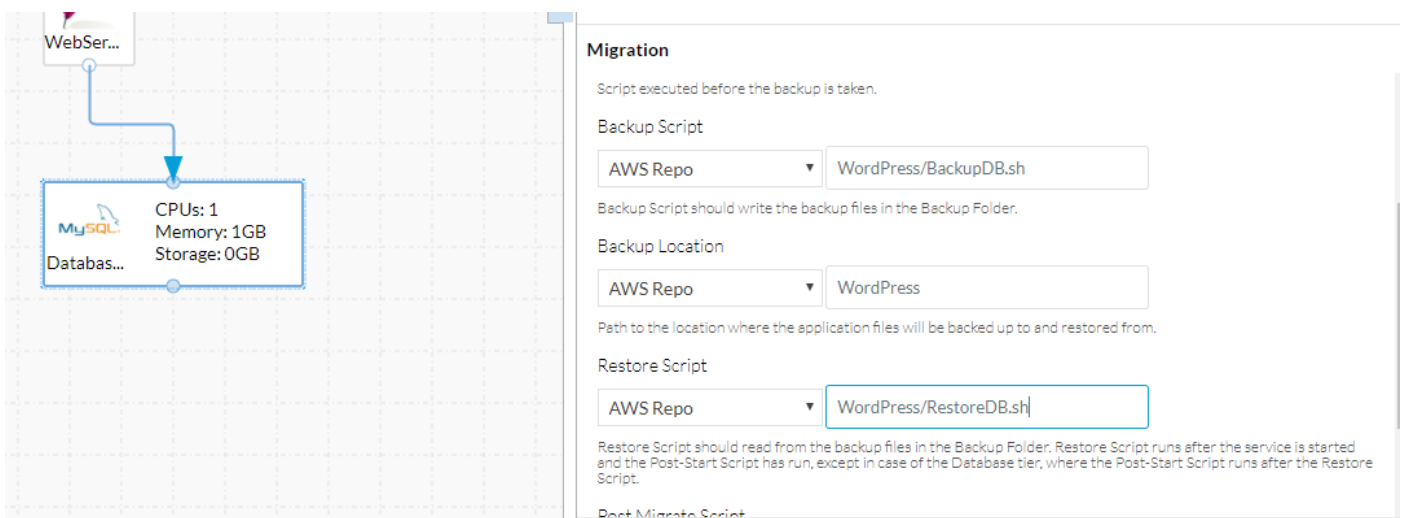 WebSer...
MySQL
Databas...
CPUs: 1
Memory: 1GB
Storage: 0GB
Migration
Script executed before the backup is taken.
Backup Script
AWS Repo
WordPress/BackupDB.sh
Backup Script should write the backup files in the Backup Folder.
Backup Location
AWS Repo
WordPress
Path to the location where the application files will be backed up to and restored from.
Restore Script
AWS Repo
WordPress/RestoreDB.sh
Restore Script should read from the backup files in the Backup Folder. Restore Script runs after the service is started
and the Post-Start Script has run, except in case of the Database tier, where the Post-Start Script runs after the Restore
Script.
Post Migrate Script